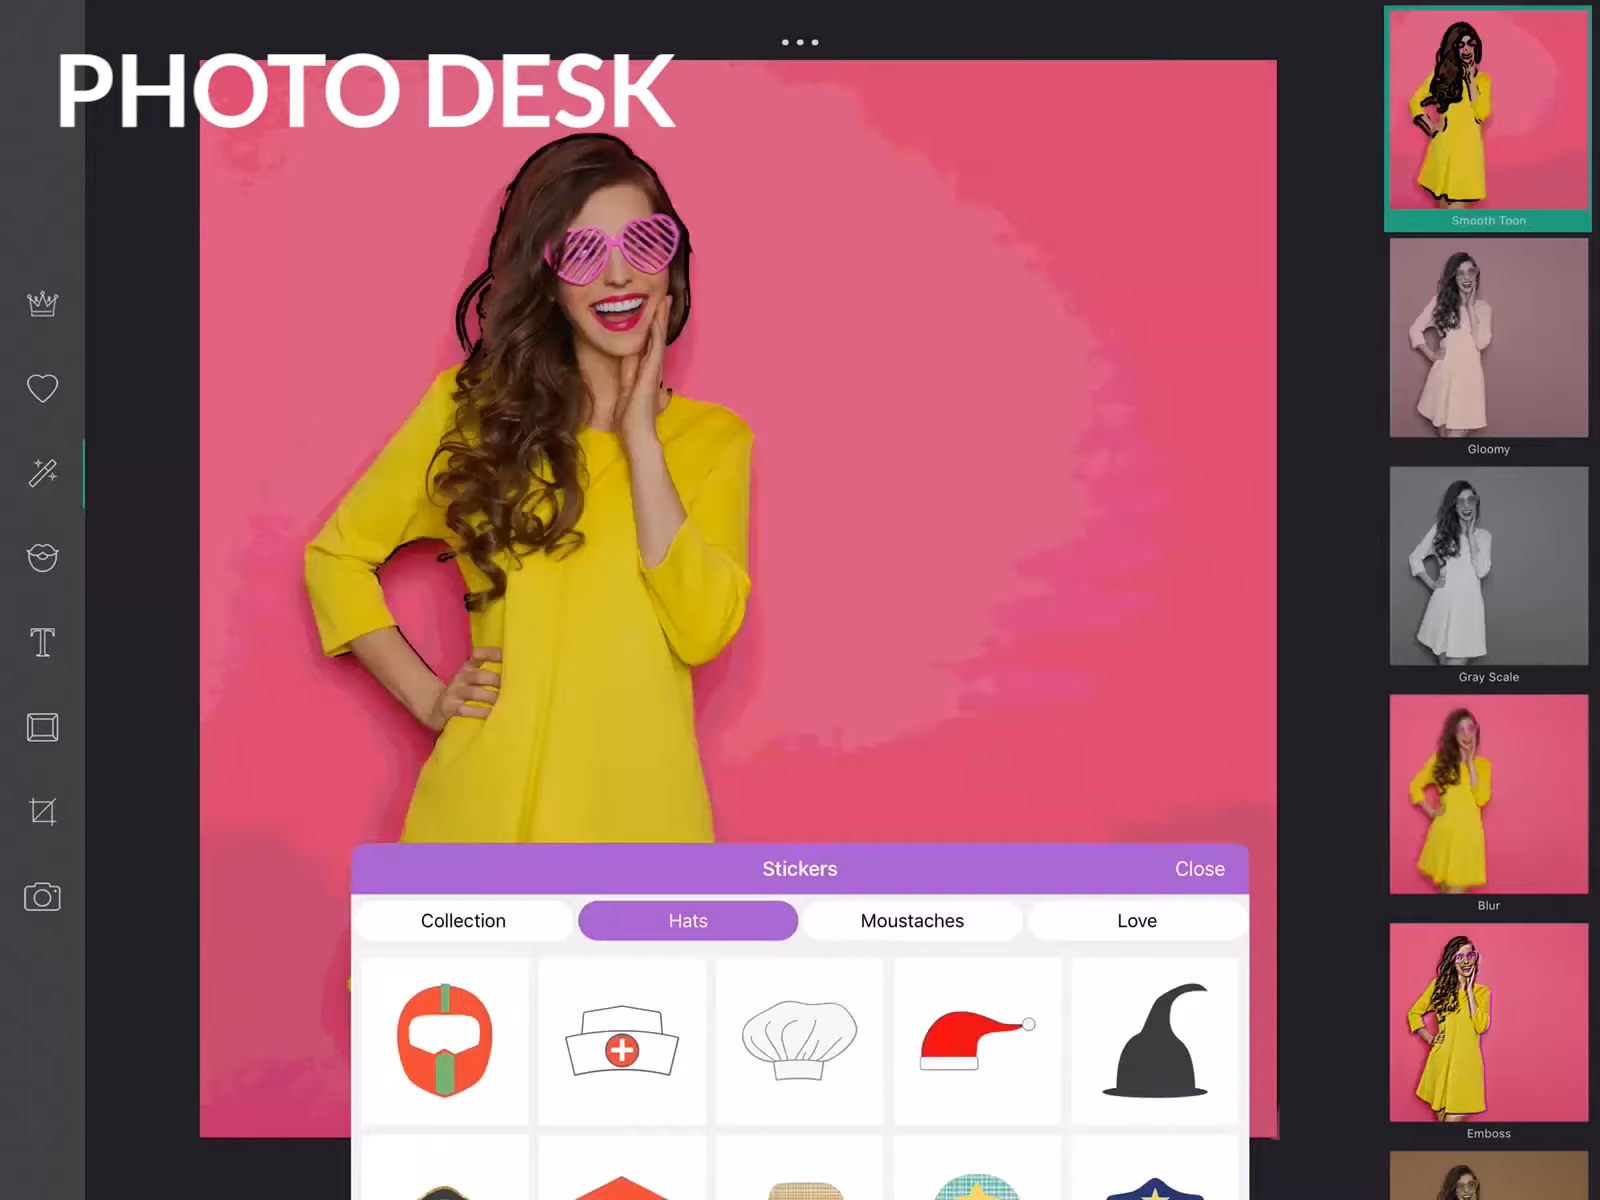 PHOTO DESK
Smooth Toon
Gloomy
Gray Scale
Blur
Emboss
Stickers
Close
Collection
Hats
Moustaches
Love